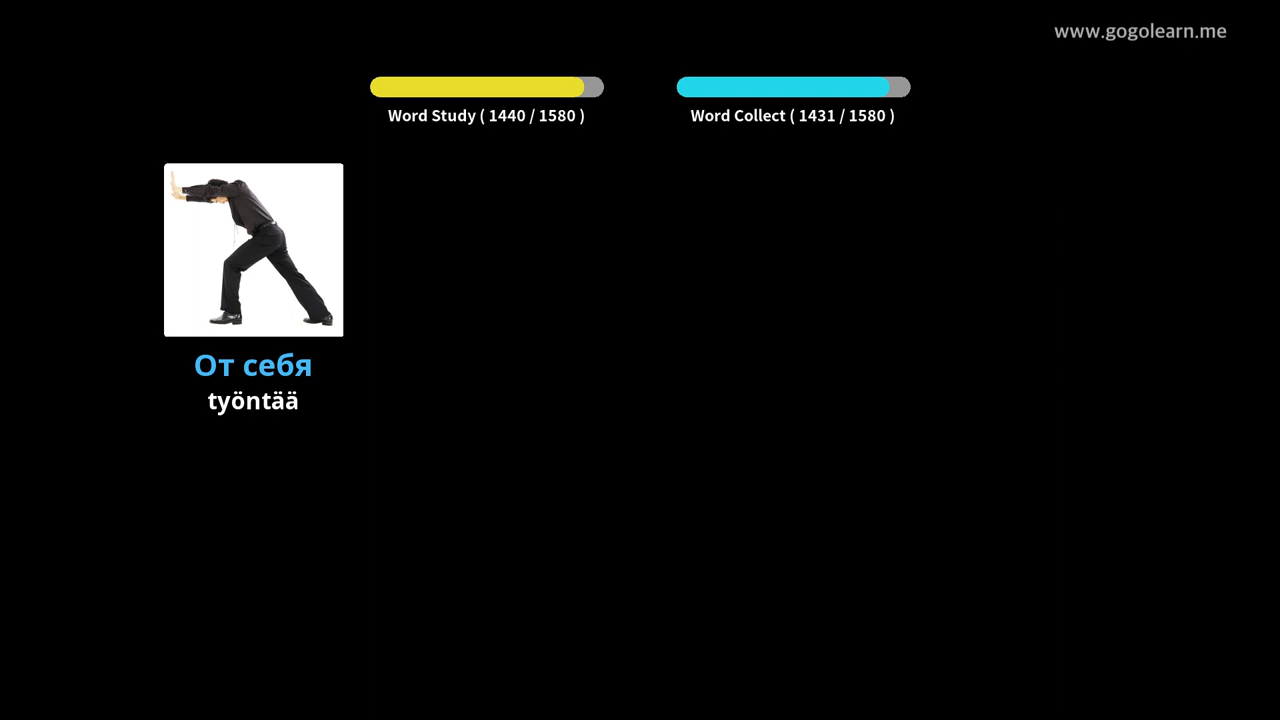 www.gogolearn.me
Word Study ( 1440 / 1580 )
Word Collect ( 1431 / 1580 )
От себя
työntää